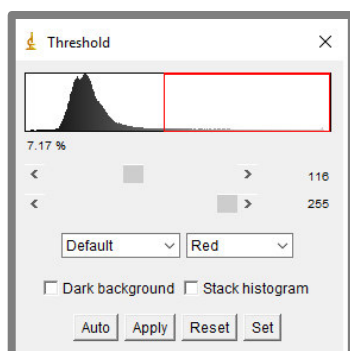 Threshold
7.17 %
116
255
Default Red
Dark background Stack histogram
Auto Apply Reset Set